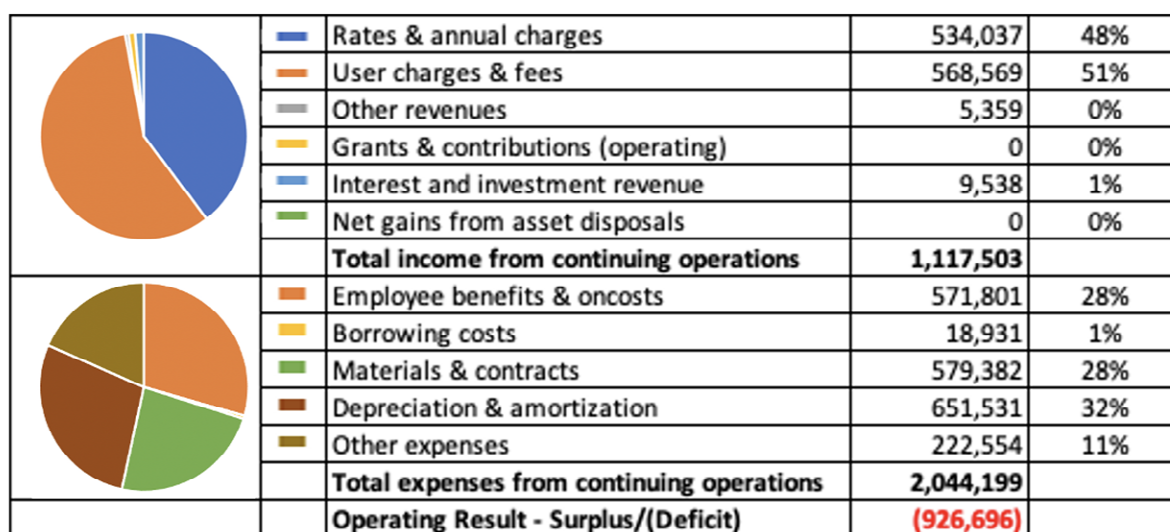 Rates & annual charges 534,037 48%
User charges & fees 568,569 51%
Other revenues 5,359 0%
Grants & contributions (operating) 0 0%
Interest and investment revenue 9,538 1%
Net gains from asset disposals 0 0%
Total income from continuing operations 1,117,503
Employee benefits & oncosts 571,801 28%
Borrowing costs 18,931 1%
Materials & contracts 579,382 28%
Depreciation & amortization 651,531 32%
Other expenses 222,554 11%
Total expenses from continuing operations 2,044,199
Operating Result - Surplus/(Deficit) (926,696)